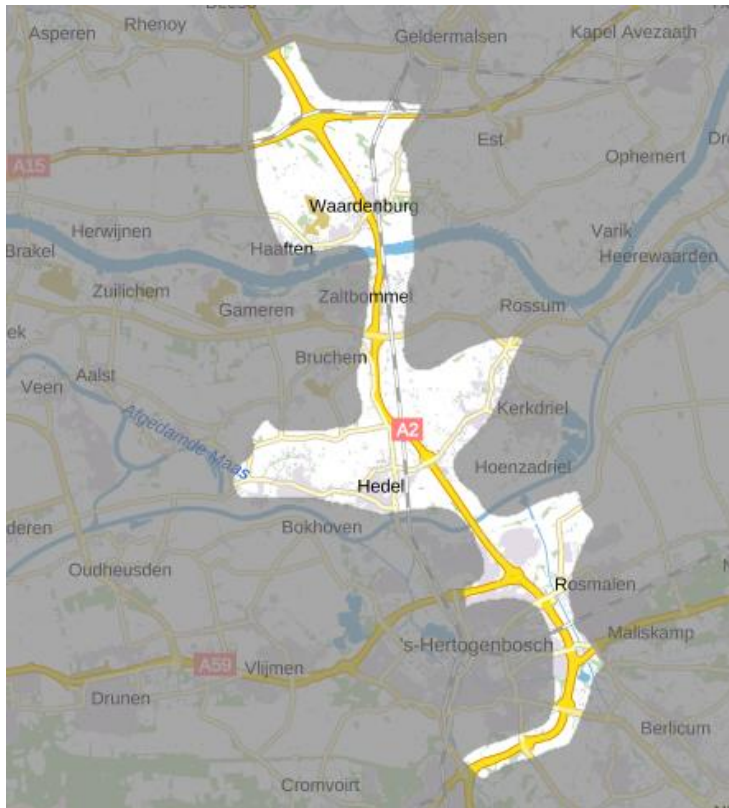 Rhenoy
Asperen
Geldermalsen
Kapel Avezaath
Est
Ophemert
A15
Waardenburg
Herwijnen
Haaften
Varik
Brakel
Heerewaarden
Zuilichem
Zaltbommel
Gameren
Rossum
Bruchem
Aalst
Veen
Kerkdriel
Afgedamde Maas
A2
Hoenzadriel
Hedel
Bokhoven
Oudheusden
Rosmalen
Maliskamp
's-Hertogenbosch
A59
Vlijmen
Drunen
Berlicum
Cromvoirt